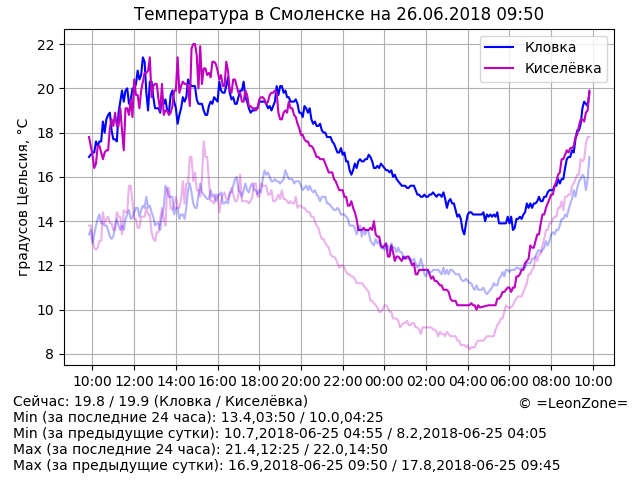 Температура в Смоленске на 26.06.2018 09:50
Кловка
Киселёвка
градусов Цельсия, °C
22
20
18
16
14
12
10
8
10:00 12:00 14:00 16:00 18:00 20:00 22:00 00:00 02:00 04:00 06:00 08:00 10:00
Сейчас: 19.8 / 19.9 (Кловка / Киселёвка)
© =LeonZone=
Min (за последние 24 часа): 13.4,03:50 / 10.0,04:25
Min (за предыдущие сутки): 10.7,2018-06-25 04:55 / 8.2,2018-06-25 04:05
Max (за последние 24 часа): 21.4,12:25 / 22.0,14:50
Max (за предыдущие сутки): 16.9,2018-06-25 09:50 / 17.8,2018-06-25 09:45